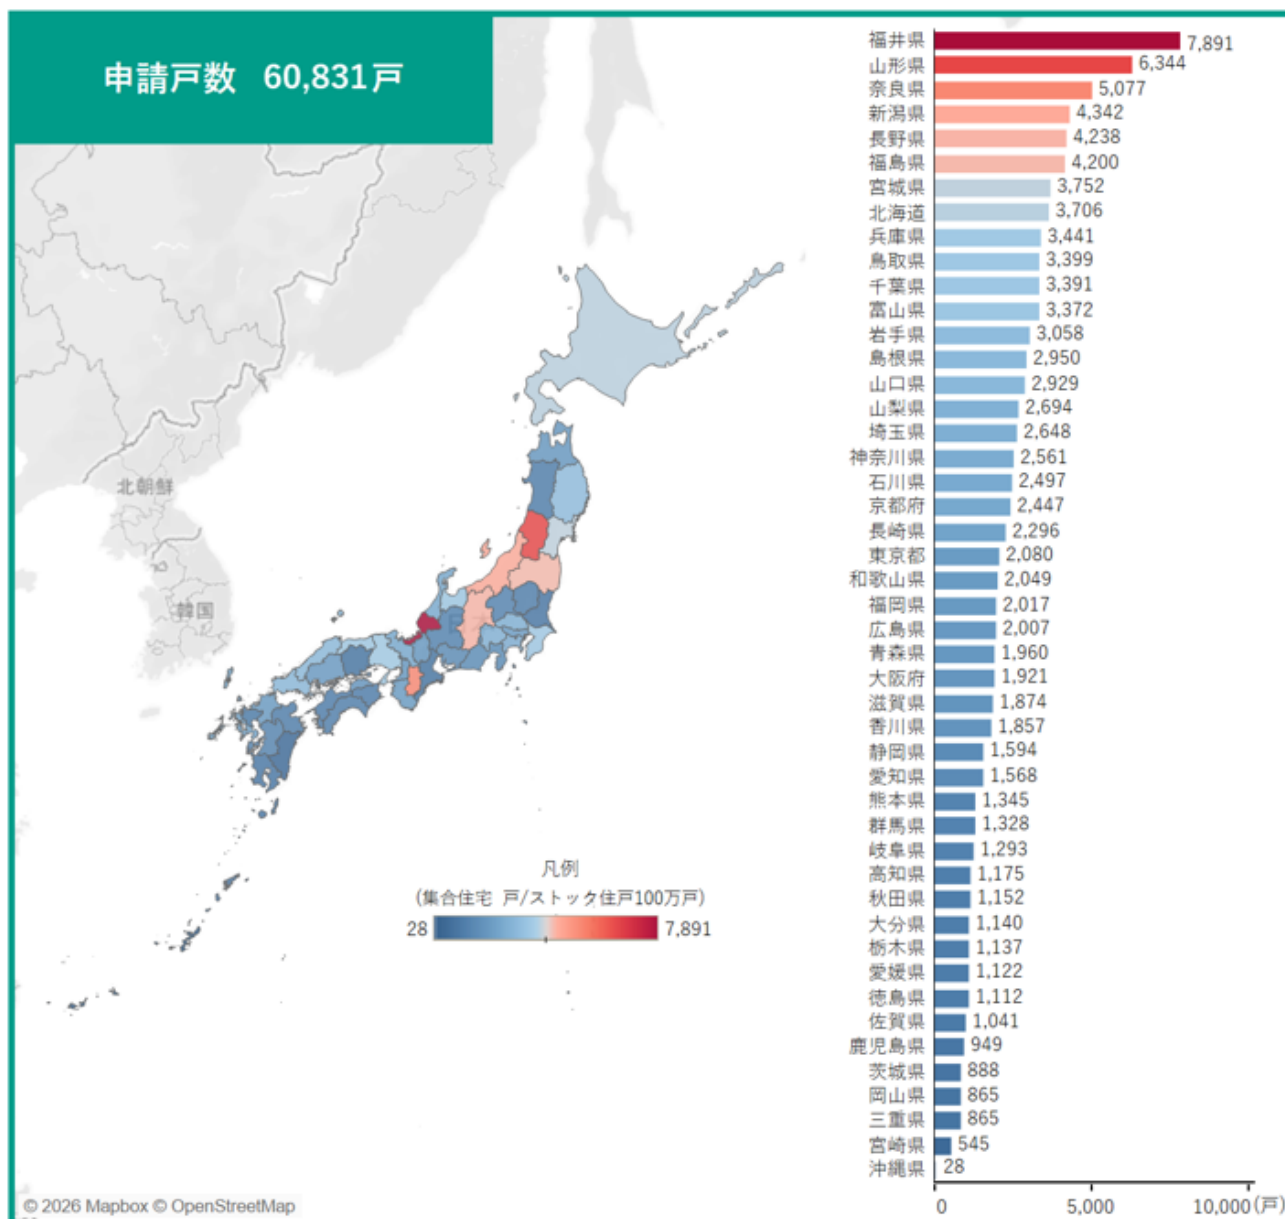 申請戸数 60,831戸
北朝鮮
韓国
凡例
(集合住宅 戸/ストック住戸100万戸)
28 7,891
© 2026 Mapbox © OpenStreetMap
福井県 7,891
山形県 6,344
奈良県 5,077
新潟県 4,342
長野県 4,238
福島県 4,200
宮城県 3,752
北海道 3,706
兵庫県 3,441
鳥取県 3,399
千葉県 3,391
富山県 3,372
岩手県 3,058
島根県 2,950
山口県 2,929
山梨県 2,694
埼玉県 2,648
神奈川県 2,561
石川県 2,497
京都府 2,447
長崎県 2,296
東京都 2,080
和歌山県 2,049
福岡県 2,017
広島県 2,007
青森県 1,960
大阪府 1,921
滋賀県 1,874
香川県 1,857
静岡県 1,594
愛知県 1,568
熊本県 1,345
群馬県 1,328
岐阜県 1,293
高知県 1,175
秋田県 1,152
大分県 1,140
栃木県 1,137
愛媛県 1,122
徳島県 1,112
佐賀県 1,041
鹿児島県 949
茨城県 888
岡山県 865
三重県 865
宮崎県 545
沖縄県 28
0 5,000 10,000(戸)